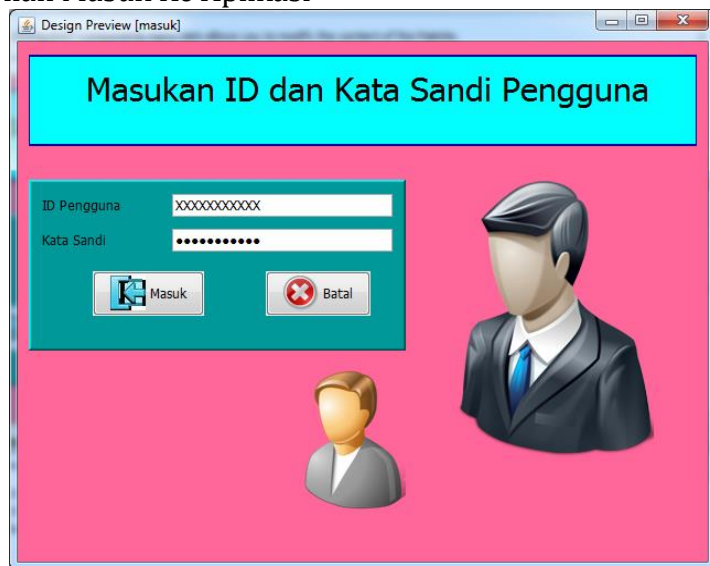 Design Preview [masuk]
Masukan ID dan Kata Sandi Pengguna
ID Pengguna XXXXXXXXXXX
Kata Sandi ●●●●●●●●●●●
Masuk Batal